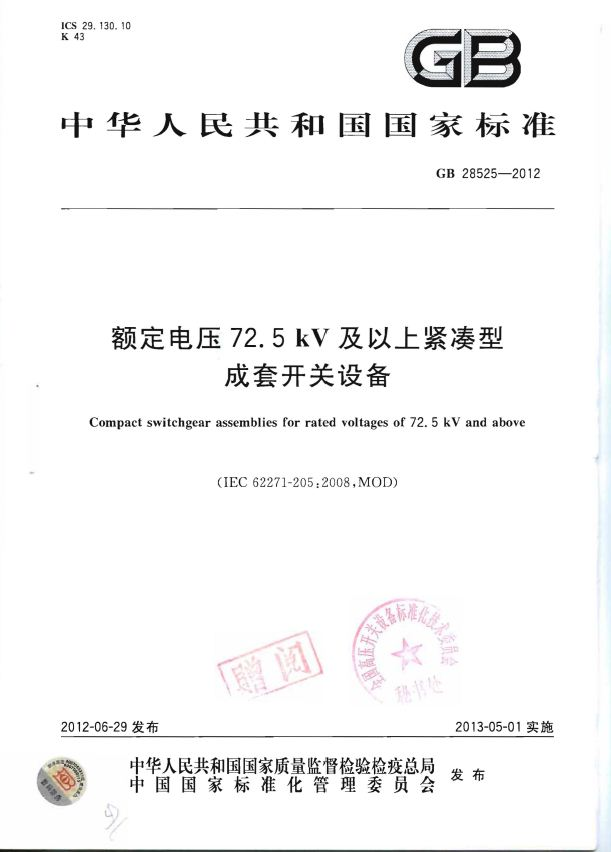 ICS 29.130.10
K 43
GB
中华人民共和国国家标准
GB 28525—2012
额定电压 72.5 kV 及以上紧凑型
成套开关设备
Compact switchgear assemblies for rated voltages of 72.5 kV and above
(IEC 62271-205:2008,MOD)
赠阅
全国高压开关设备标准化技术委员会
秘书处
2012-06-29 发布
2013-05-01 实施
中华人民共和国国家质量监督检验检疫总局
中国国家标准化管理委员会
发布